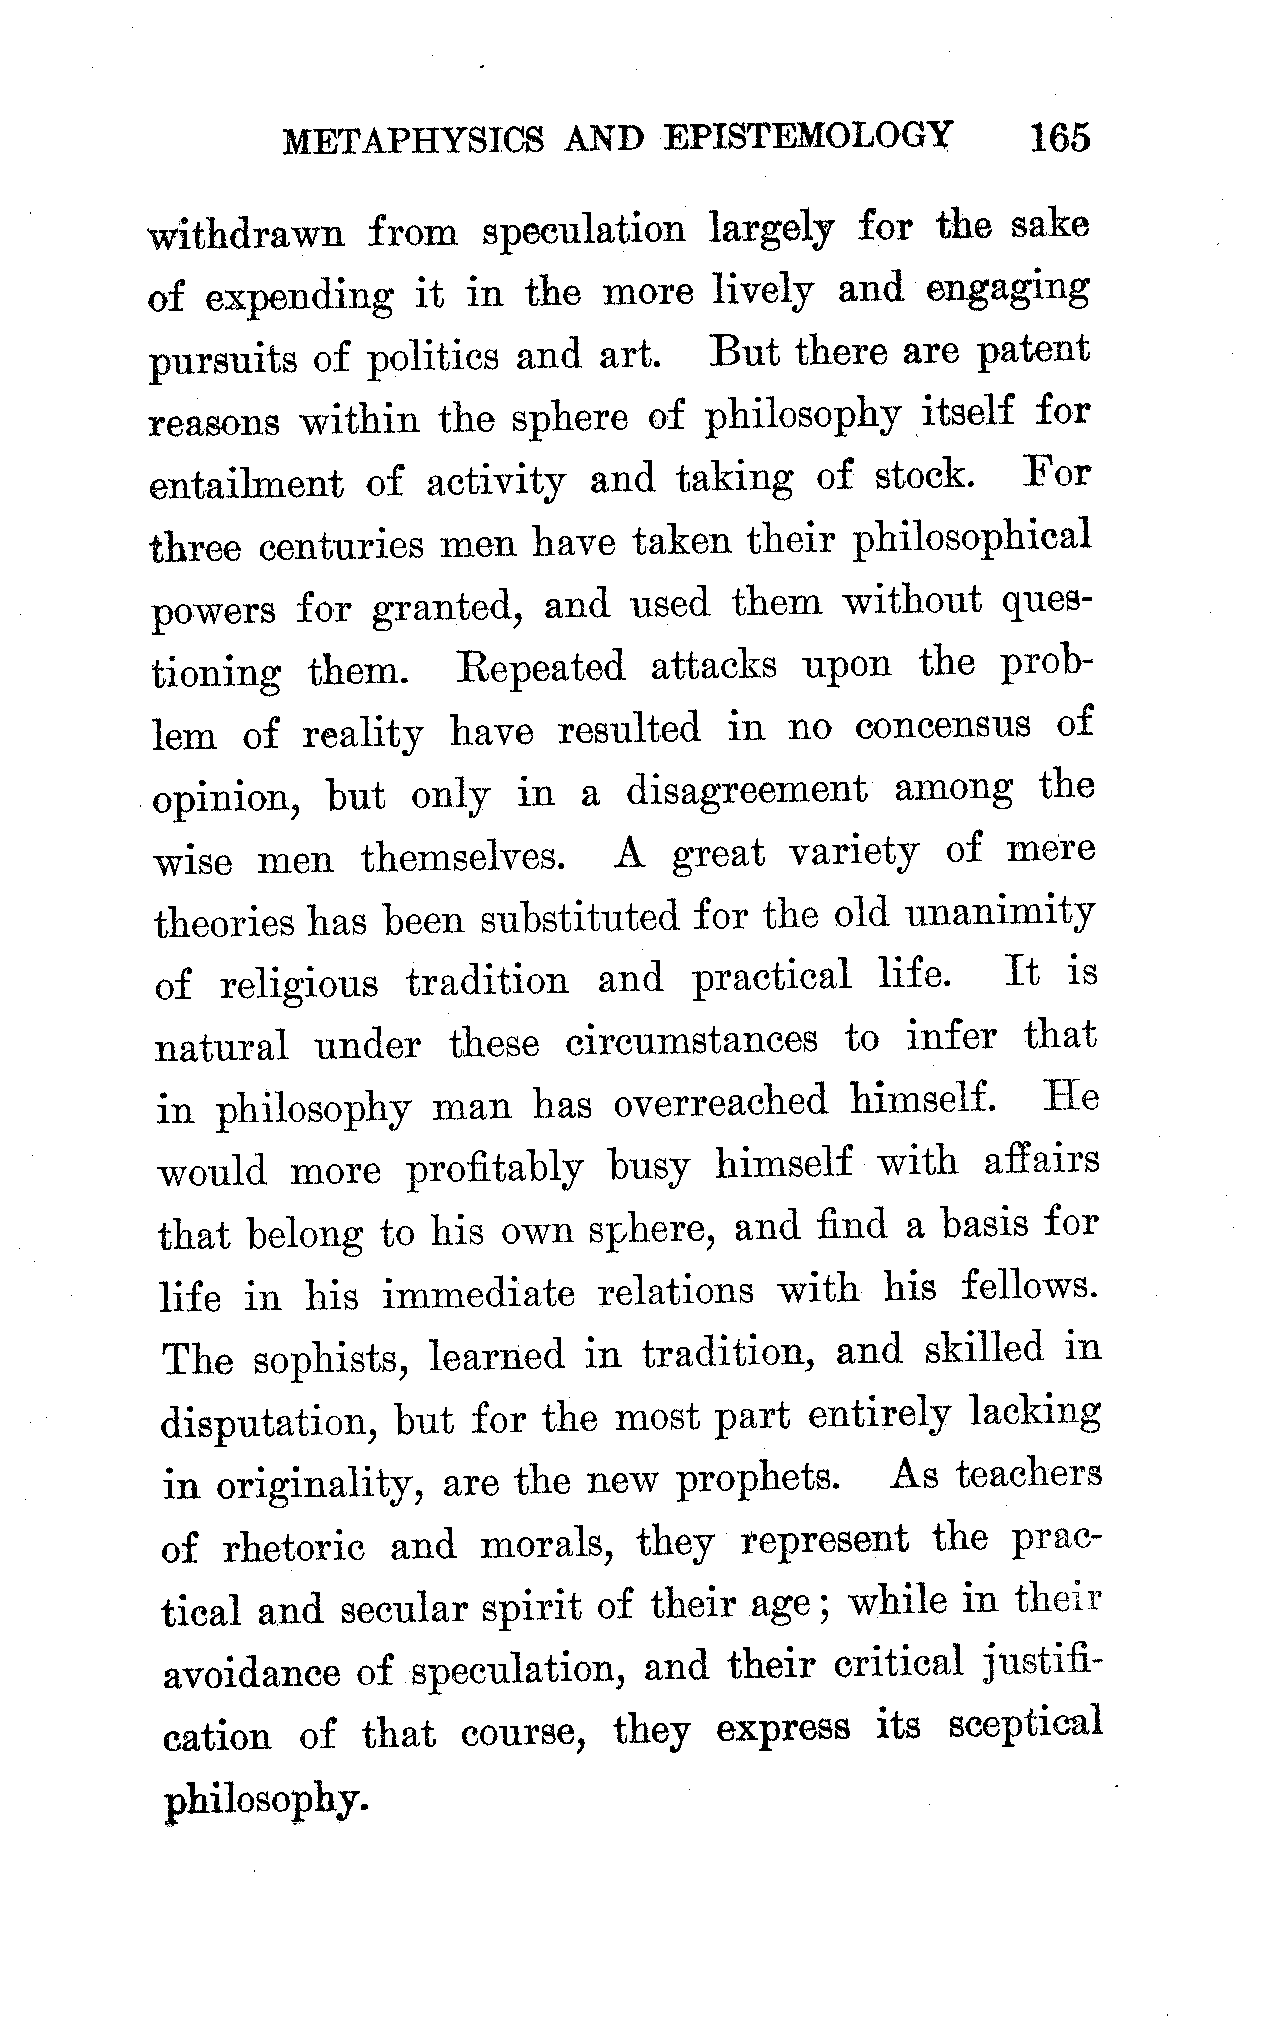 METAPHYSICS AND EPISTEMOLOGY 165
withdrawn from speculation largely for the sake
of expending it in the more lively and engaging
pursuits of politics and art. But there are patent
reasons within the sphere of philosophy itself for
entailment of activity and taking of stock. For
three centuries men have taken their philosophical
powers for granted, and used them without ques-
tioning them. Repeated attacks upon the prob-
lem of reality have resulted in no concensus of
opinion, but only in a disagreement among the
wise men themselves. A great variety of mere
theories has been substituted for the old unanimity
of religious tradition and practical life. It is
natural under these circumstances to infer that
in philosophy man has overreached himself. He
would more profitably busy himself with affairs
that belong to his own sphere, and find a basis for
life in his immediate relations with his fellows.
The sophists, learned in tradition, and skilled in
disputation, but for the most part entirely lacking
in originality, are the new prophets. As teachers
of rhetoric and morals, they represent the prac-
tical and secular spirit of their age; while in their
avoidance of speculation, and their critical justifi-
cation of that course, they express its sceptical
philosophy.